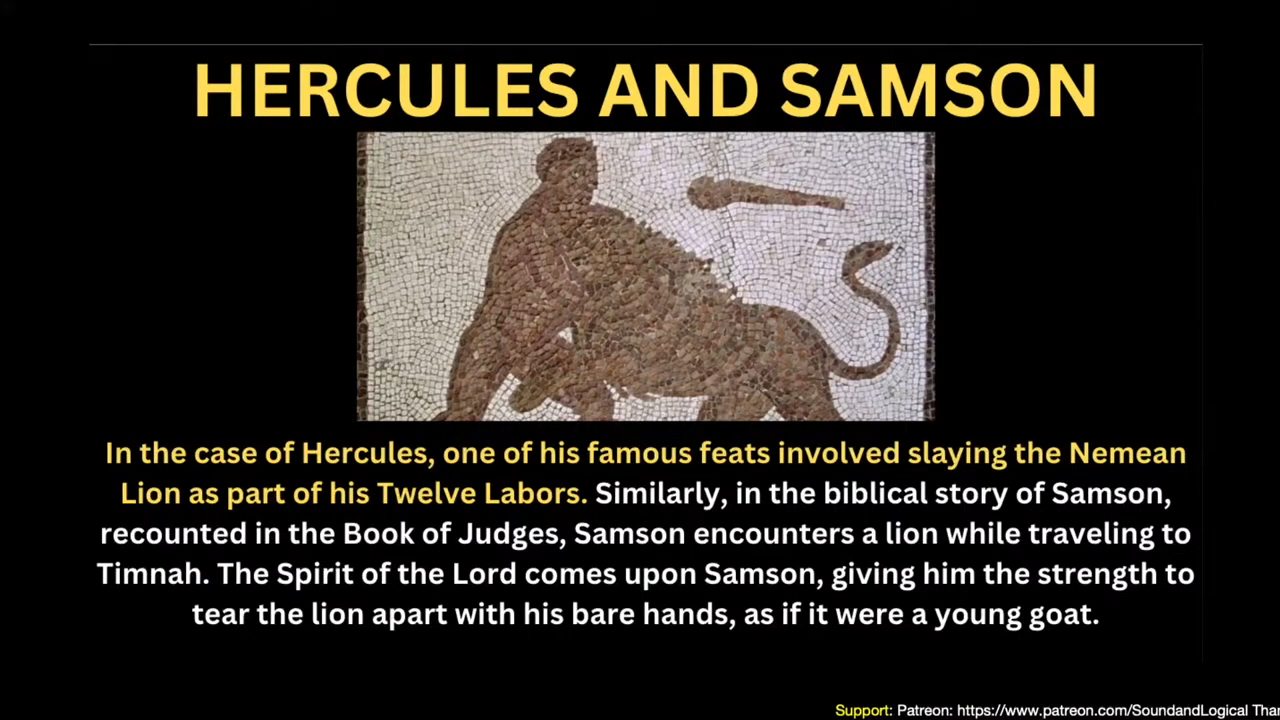 HERCULES AND SAMSON
In the case of Hercules, one of his famous feats involved slaying the Nemean
Lion as part of his Twelve Labors. Similarly, in the biblical story of Samson,
recounted in the Book of Judges, Samson encounters a lion while traveling to
Timnah. The Spirit of the Lord comes upon Samson, giving him the strength to
tear the lion apart with his bare hands, as if it were a young goat.
Support: Patreon: https://www.patreon.com/SoundandLogical Thar